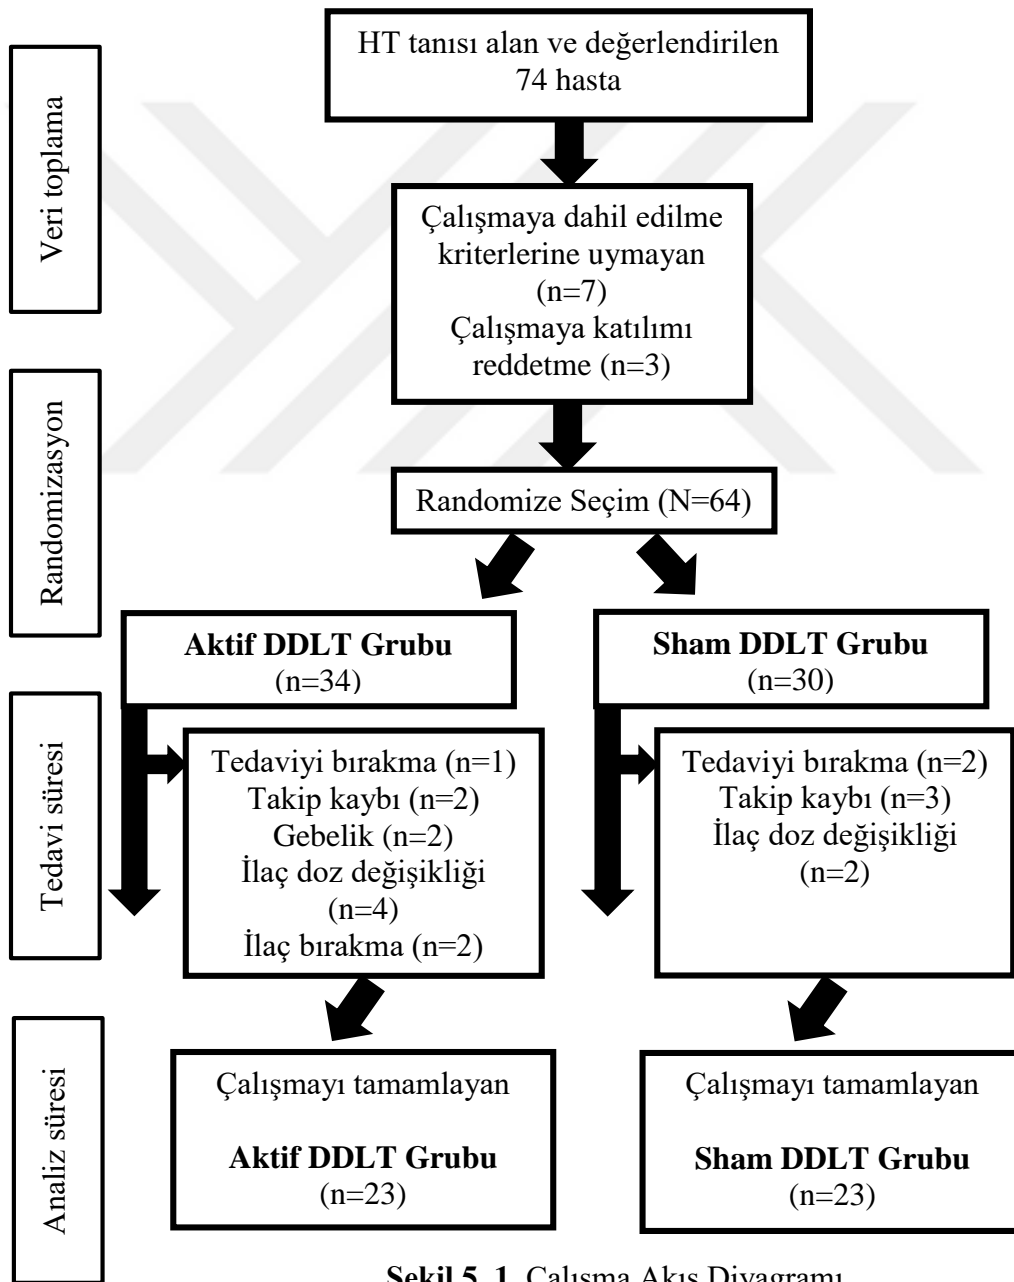 Veri toplama
HT tanısı alan ve değerlendirilen
74 hasta
Çalışmaya dahil edilme
kriterlerine uymayan
(n=7)
Çalışmaya katılımı
reddetme (n=3)
Randomizasyon
Randomize Seçim (N=64)
Aktif DDLT Grubu
(n=34)
Sham DDLT Grubu
(n=30)
Tedavi süresi
Tedaviyi bırakma (n=1)
Takip kaybı (n=2)
Gebelik (n=2)
İlaç doz değişikliği
(n=4)
İlaç bırakma (n=2)
Tedaviyi bırakma (n=2)
Takip kaybı (n=3)
İlaç doz değişikliği
(n=2)
Analiz süresi
Çalışmayı tamamlayan
Aktif DDLT Grubu
(n=23)
Çalışmayı tamamlayan
Sham DDLT Grubu
(n=23)
Şekil 5. 1. Çalışma Akış Diyagramı